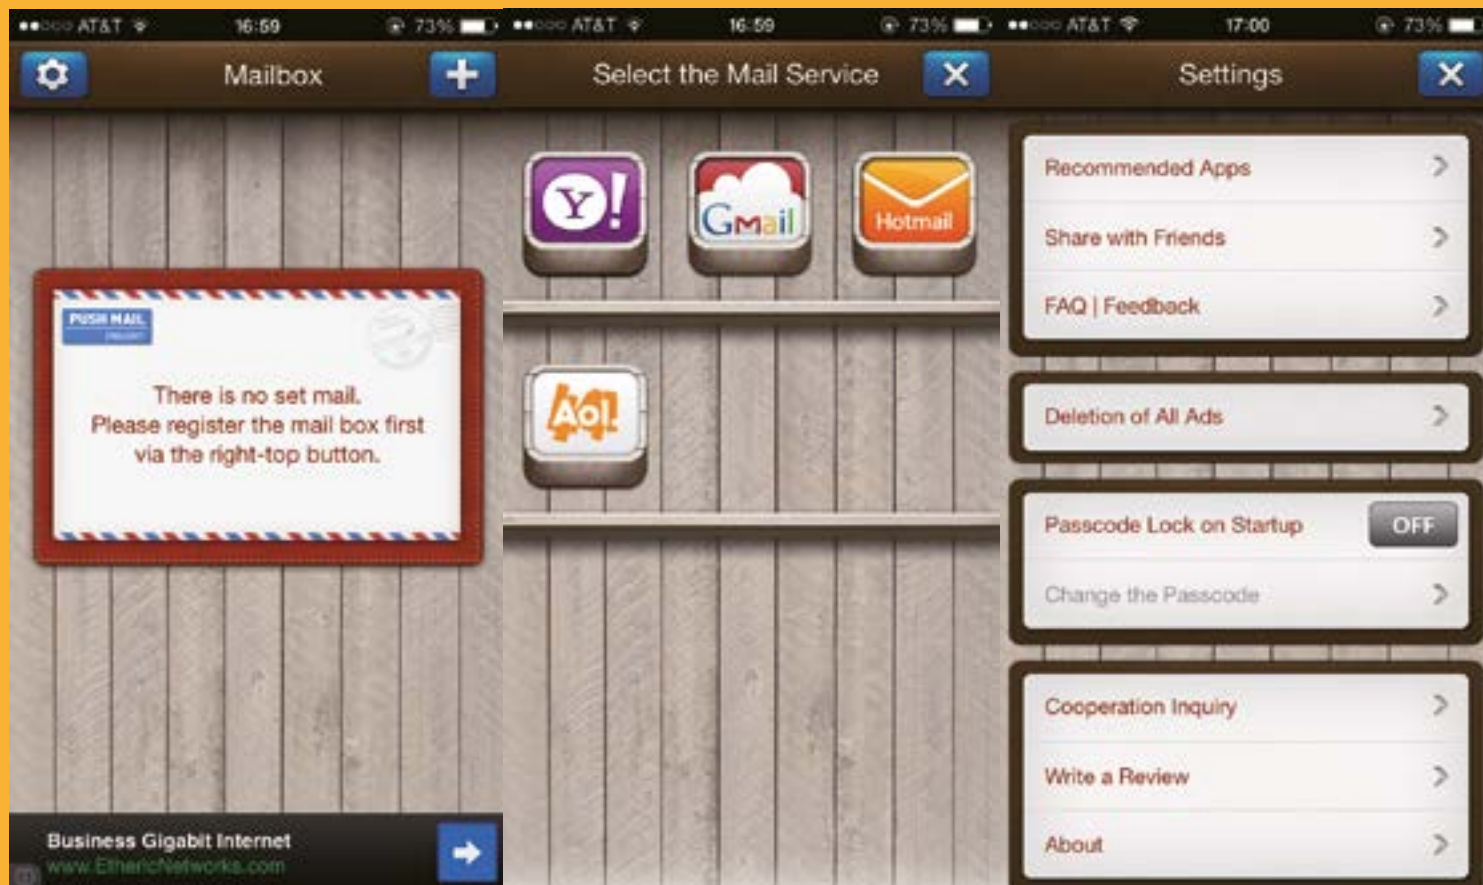 AT&T
16:59
73%
Mailbox
PUSH MAIL
There is no set mail.
Please register the mail box first
via the right-top button.
Business Gigabit Internet
www.EthericNetworks.com
AT&T
16:59
73%
Select the Mail Service
Y!
GMail
Hotmail
Aol.
AT&T
17:00
73%
Settings
Recommended Apps
Share with Friends
FAQ | Feedback
Deletion of All Ads
Passcode Lock on Startup
OFF
Change the Passcode
Cooperation Inquiry
Write a Review
About